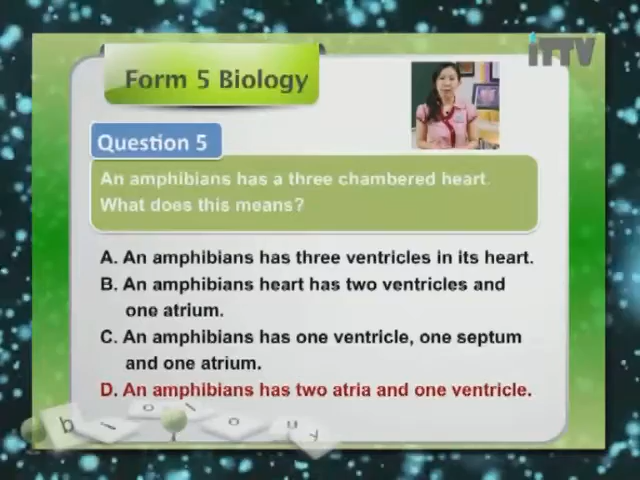 iTTV
Form 5 Biology
Question 5
An amphibians has a three chambered heart.
What does this means?
A. An amphibians has three ventricles in its heart.
B. An amphibians heart has two ventricles and
one atrium.
C. An amphibians has one ventricle, one septum
and one atrium.
D. An amphibians has two atria and one ventricle.
b i o l o g y